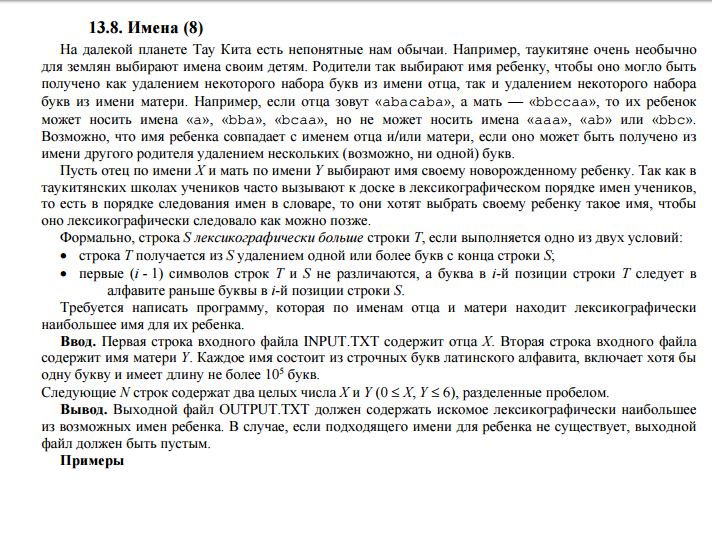 13.8. Имена (8)
На далекой планете Тау Кита есть непонятные нам обычаи. Например, таукитяне очень необычно
для землян выбирают имена своим детям. Родители так выбирают имя ребенку, чтобы оно могло быть
получено как удалением некоторого набора букв из имени отца, так и удалением некоторого набора
букв из имени матери. Например, если отца зовут «abacaba», а мать — «bbccaa», то их ребенок
может носить имена «a», «bba», «bcaa», но не может носить имена «aaa», «ab» или «bbc».
Возможно, что имя ребенка совпадает с именем отца и/или матери, если оно может быть получено из
имени другого родителя удалением нескольких (возможно, ни одной) букв.
Пусть отец по имени X и мать по имени Y выбирают имя своему новорожденному ребенку. Так как в
таукитянских школах учеников часто вызывают к доске в лексикографическом порядке имен учеников,
то есть в порядке следования имен в словаре, то они хотят выбрать своему ребенку такое имя, чтобы
оно лексикографически следовало как можно позже.
Формально, строка S лексикографически больше строки T, если выполняется одно из двух условий:
• строка T получается из S удалением одной или более букв с конца строки S;
• первые (i - 1) символов строк T и S не различаются, а буква в i-й позиции строки T следует в
алфавите раньше буквы в i-й позиции строки S.
Требуется написать программу, которая по именам отца и матери находит лексикографически
наибольшее имя для их ребенка.
Ввод. Первая строка входного файла INPUT.TXT содержит отца X. Вторая строка входного файла
содержит имя матери Y. Каждое имя состоит из строчных букв латинского алфавита, включает хотя бы
одну букву и имеет длину не более 10⁵ букв.
Следующие N строк содержат два целых числа X и Y (0 ≤ X, Y ≤ 6), разделенные пробелом.
Вывод. Выходной файл OUTPUT.TXT должен содержать искомое лексикографически наибольшее
из возможных имен ребенка. В случае, если подходящего имени для ребенка не существует, выходной
файл должен быть пустым.
Примеры